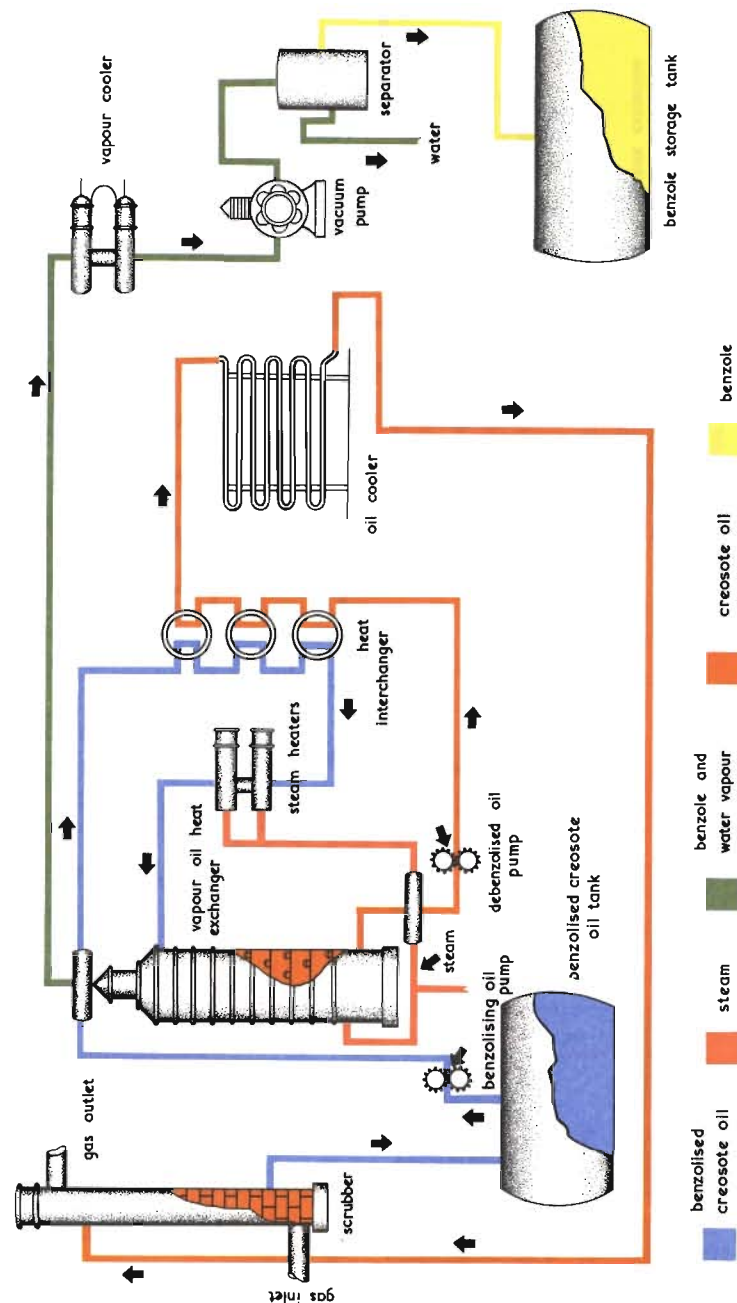 gas inlet
gas outlet
scrubber
benzolising oil
pump
benzolised creosote
oil tank
steam
debenzolised oil
pump
vapour oil heat
exchanger
steam heaters
heat
interchanger
oil cooler
vapour cooler
vacuum
pump
separator
water
benzole storage tank
benzolised
creosote oil
steam
benzole and
water vapour
creosote oil
benzole